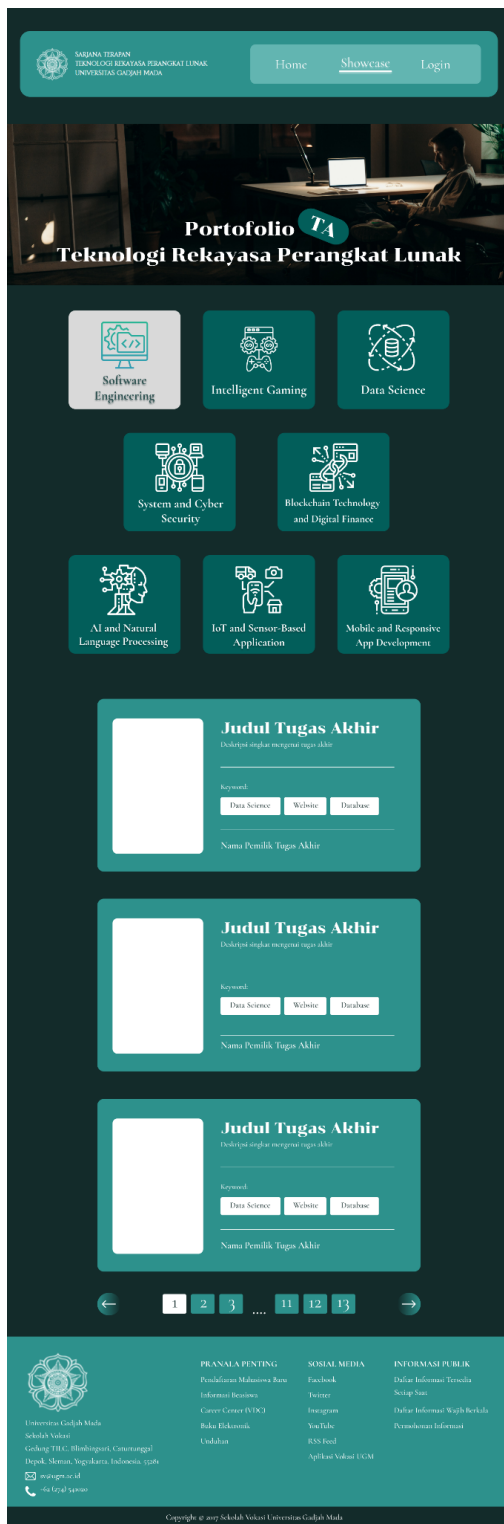 SARJANA TERAPAN
TEKNOLOGI REKAYASA PERANGKAT LUNAK
UNIVERSITAS GADJAH MADA
Home
Showcase
Login
Portofolio TA
Teknologi Rekayasa Perangkat Lunak
Software
Engineering
Intelligent Gaming
Data Science
System and Cyber
Security
Blockchain Technology
and Digital Finance
AI and Natural
Language Processing
IoT and Sensor-Based
Application
Mobile and Responsive
App Development
Judul Tugas Akhir
Deskripsi singkat mengenai tugas akhir
Keyword:
Data Science
Website
Database
Nama Pemilik Tugas Akhir
Judul Tugas Akhir
Deskripsi singkat mengenai tugas akhir
Keyword:
Data Science
Website
Database
Nama Pemilik Tugas Akhir
Judul Tugas Akhir
Deskripsi singkat mengenai tugas akhir
Keyword:
Data Science
Website
Database
Nama Pemilik Tugas Akhir
1 2 3 .... 11 12 13
Universitas Gadjah Mada
Sekolah Vokasi
Gedung TILC, Blimbingsari, Caturtunggal
Depok, Sleman, Yogyakarta, Indonesia, 55281
sv@ugm.ac.id
+62 (274) 541020
PRANALA PENTING
Pendaftaran Mahasiswa Baru
Informasi Beasiswa
Career Center (VDC)
Buku Elektronik
Unduhan
SOSIAL MEDIA
Facebook
Twitter
Instagram
YouTube
RSS Feed
Aplikasi Vokasi UGM
INFORMASI PUBLIK
Daftar Informasi Tersedia
Setiap Saat
Daftar Informasi Wajib Berkala
Permohonan Informasi
Copyright @ 2017 Sekolah Vokasi Universitas Gadjah Mada